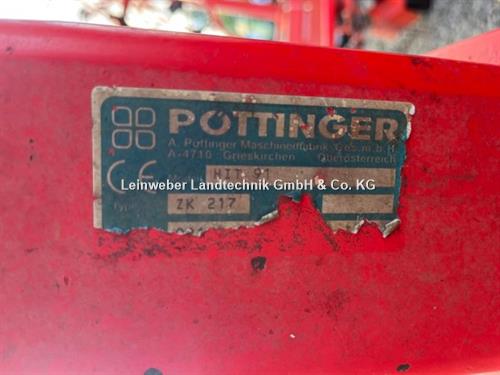 PÖTTINGER
A. Pöttinger Maschinenfabrik Ges.m.b.H.
A-4710 Grieskirchen Oberösterreich
CE HIT 91
Leinweber Landtechnik GmbH & Co. KG
Type ZK 217